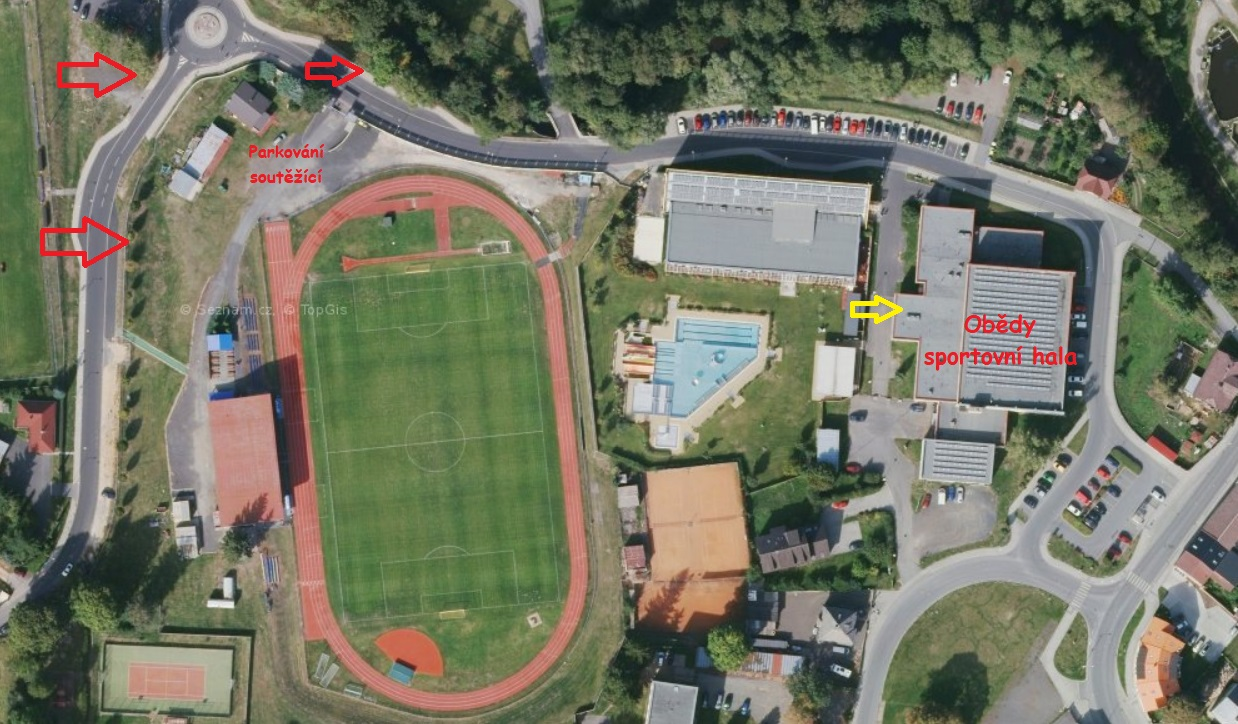 Parkování
soutěžící
© Seznam.cz, © TopGis
Obědy
sportovní hala